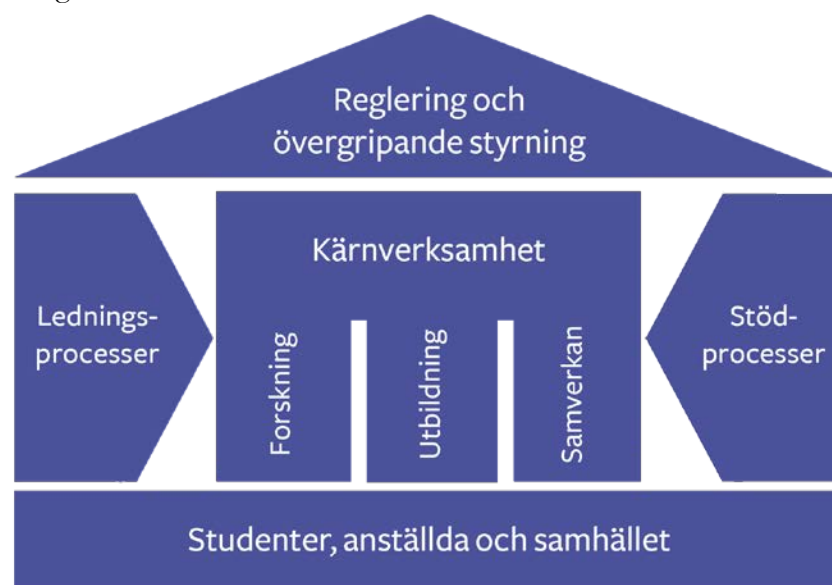 Reglering och
övergripande styrning
Kärnverksamhet
Lednings-
processer
Forskning
Utbildning
Samverkan
Stöd-
processer
Studenter, anställda och samhället